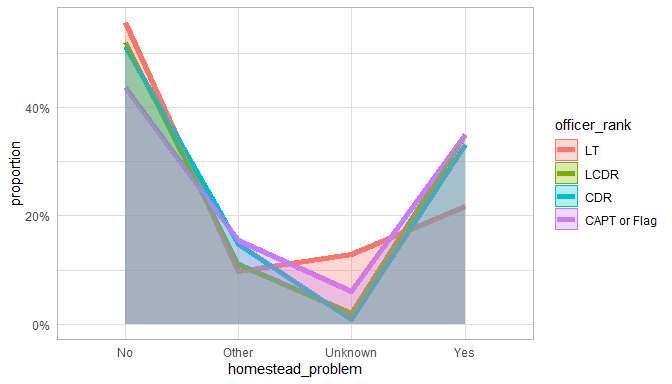 40%
20%
0%
proportion
No Other Unknown Yes
homestead_problem
officer_rank
LT
LCDR
CDR
CAPT or Flag